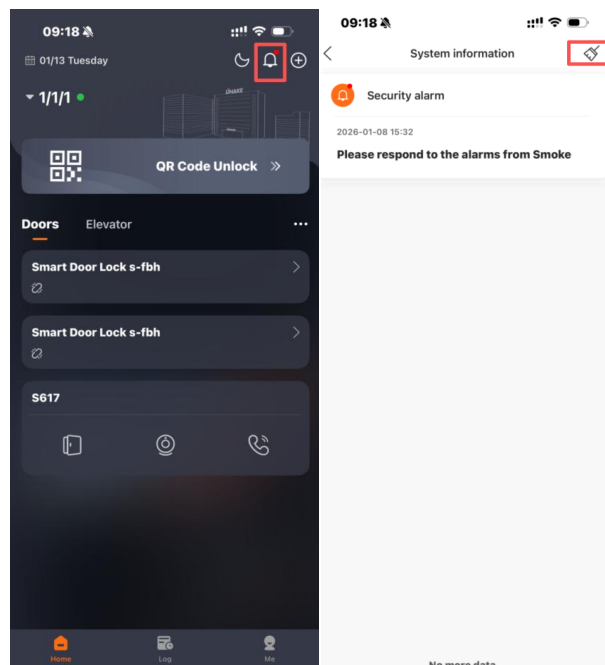 09:18
01/13 Tuesday
1/1/1
DNAKE
QR Code Unlock
Doors Elevator
Smart Door Lock s-fbh
Smart Door Lock s-fbh
S617
Home Log Me
09:18
System information
Security alarm
2026-01-08 15:32
Please respond to the alarms from Smoke
No more data